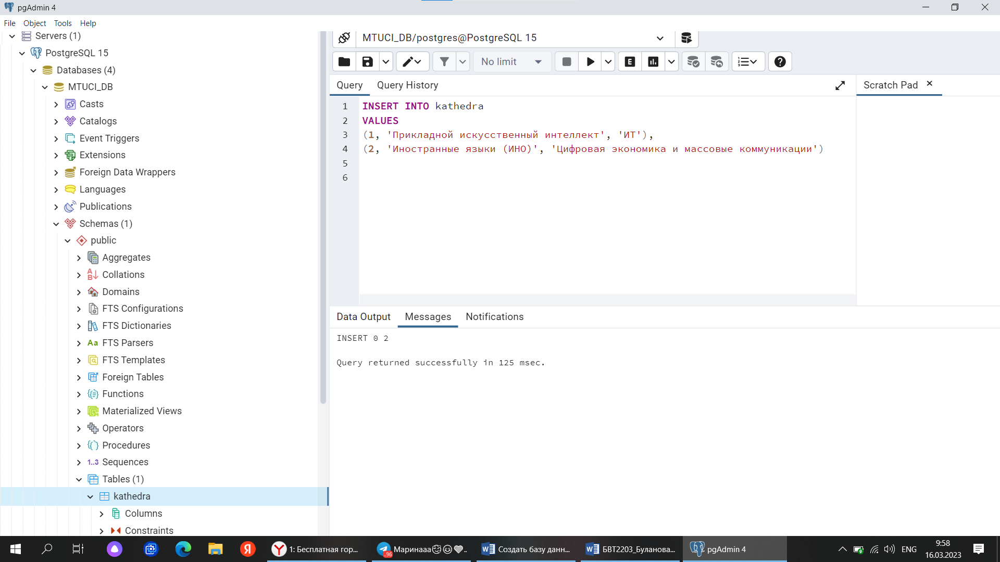 pgAdmin 4
File Object Tools Help
Servers (1)
PostgreSQL 15
Databases (4)
MTUCI_DB
Casts
Catalogs
Event Triggers
Extensions
Foreign Data Wrappers
Languages
Publications
Schemas (1)
public
Aggregates
Collations
Domains
FTS Configurations
FTS Dictionaries
Aa FTS Parsers
FTS Templates
Foreign Tables
Functions
Materialized Views
Operators
Procedures
1..3 Sequences
Tables (1)
kathedra
Columns
Constraints
MTUCI_DB/postgres@PostgreSQL 15
No limit
E
Query Query History
Scratch Pad
1 INSERT INTO kathedra
2 VALUES
3 (1, 'Прикладной искусственный интеллект', 'ИТ'),
4 (2, 'Иностранные языки (ИНО)', 'Цифровая экономика и массовые коммуникации')
5
6
Data Output Messages Notifications
INSERT 0 2
Query returned successfully in 125 msec.
1: Бесплатная гор...
Маринааа
..96
Создать базу данн...
БВТ2203_Буланова...
pgAdmin 4
ENG
9:58
16.03.2023